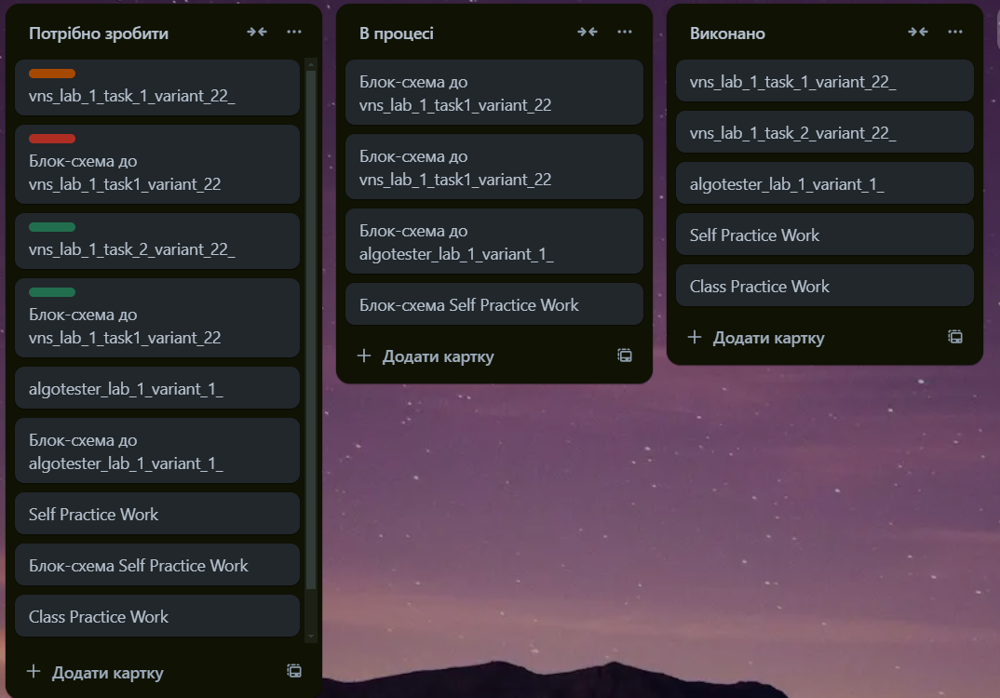 Потрібно зробити
vns_lab_1_task_1_variant_22_
Блок-схема до
vns_lab_1_task1_variant_22
vns_lab_1_task_2_variant_22_
Блок-схема до
vns_lab_1_task1_variant_22
algotester_lab_1_variant_1_
Блок-схема до
algotester_lab_1_variant_1_
Self Practice Work
Блок-схема Self Practice Work
Class Practice Work
+ Додати картку
В процесі
Блок-схема до
vns_lab_1_task1_variant_22
Блок-схема до
vns_lab_1_task1_variant_22
Блок-схема до
algotester_lab_1_variant_1_
Блок-схема Self Practice Work
+ Додати картку
Виконано
vns_lab_1_task_1_variant_22_
vns_lab_1_task_2_variant_22_
algotester_lab_1_variant_1_
Self Practice Work
Class Practice Work
+ Додати картку